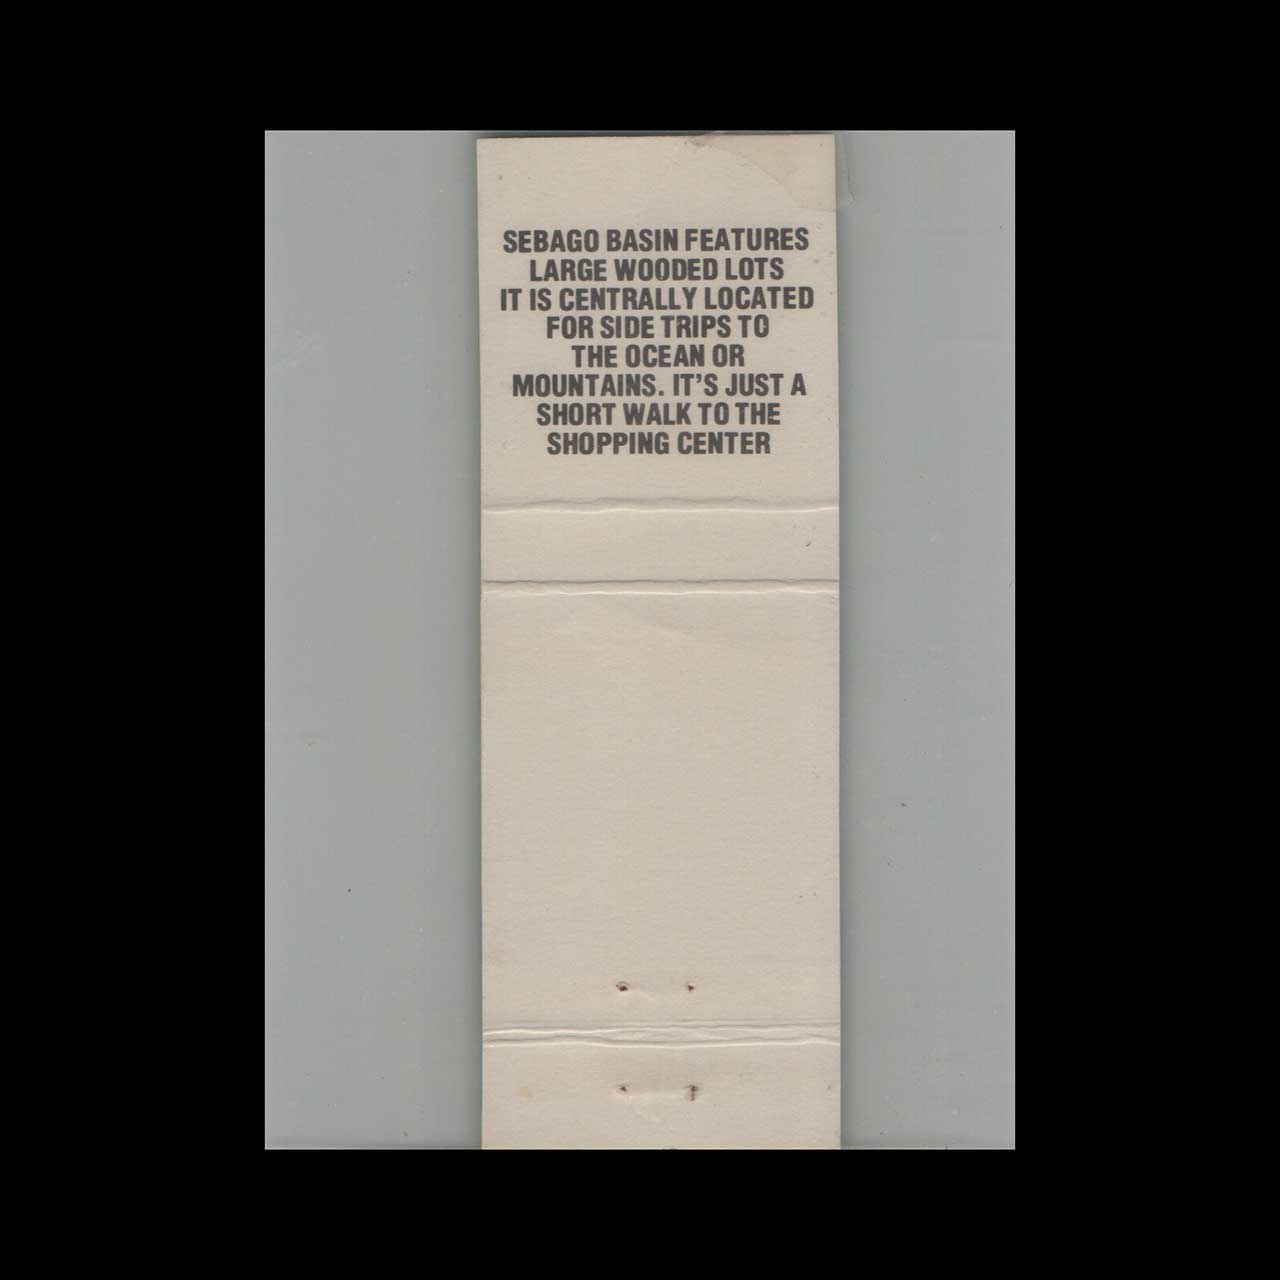 SEBAGO BASIN FEATURES
LARGE WOODED LOTS
IT IS CENTRALLY LOCATED
FOR SIDE TRIPS TO
THE OCEAN OR
MOUNTAINS. IT'S JUST A
SHORT WALK TO THE
SHOPPING CENTER